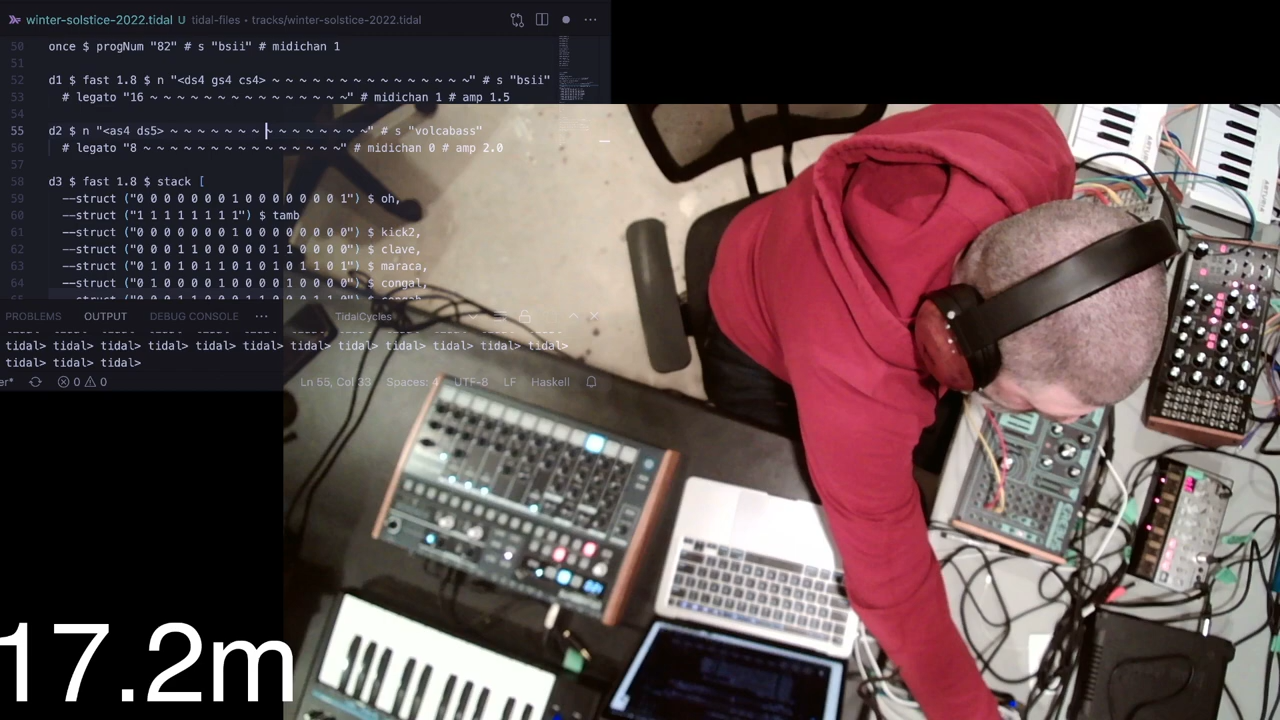 winter-solstice-2022.tidal U tidal-files • tracks/winter-solstice-2022.tidal
50 once $ progNum "82" # s "bsii" # midichan 1
51
52 d1 $ fast 1.8 $ n "<ds4 gs4 cs4> ~ ~ ~ ~ ~ ~ ~ ~ ~ ~ ~ ~ ~ ~ ~" # s "bsii"
53 # legato "16 ~ ~ ~ ~ ~ ~ ~ ~ ~ ~ ~ ~ ~ ~ ~" # midichan 1 # amp 1.5
54
55 d2 $ n "<as4 ds5> ~ ~ ~ ~ ~ ~ ~ ~ ~ ~ ~ ~ ~ ~ ~" # s "volcabass"
56 # legato "8 ~ ~ ~ ~ ~ ~ ~ ~ ~ ~ ~ ~ ~ ~ ~" # midichan 0 # amp 2.0
57
58 d3 $ fast 1.8 $ stack [
59 --struct ("0 0 0 0 0 0 0 1 0 0 0 0 0 0 0 1") $ oh,
60 --struct ("1 1 1 1 1 1 1 1") $ tamb
61 --struct ("0 0 0 0 0 0 0 1 0 0 0 0 0 0 0 0") $ kick2,
62 --struct ("0 0 0 1 1 0 0 0 0 0 1 1 0 0 0 0") $ clave,
63 --struct ("0 1 0 1 0 1 1 0 1 0 1 0 1 1 0 1") $ maraca,
64 --struct ("0 1 0 0 0 1 0 0 0 0 1 0 0 0 0 0") $ congal,
PROBLEMS OUTPUT DEBUG CONSOLE ••• TidalCycles
tidal> tidal> tidal> tidal> tidal> tidal> tidal> tidal> tidal> tidal> tidal> tidal>
tidal> tidal> tidal>
er* 0 0 Ln 55, Col 33 Spaces: 4 UTF-8 LF Haskell
17.2m
ARTURIA